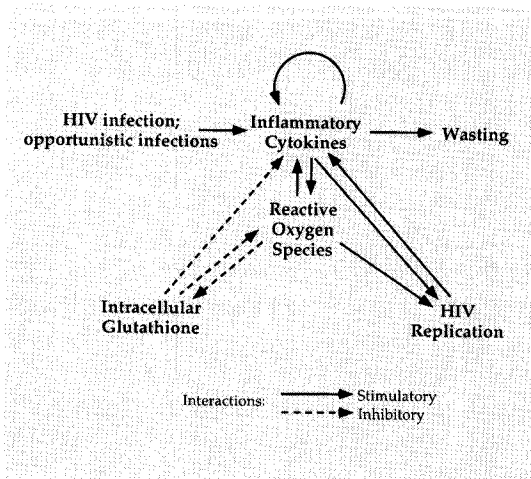 HIV infection;
opportunistic infections
Inflammatory
Cytokines
Wasting
Reactive
Oxygen
Species
Intracellular
Glutathione
HIV
Replication
Interactions:
Stimulatory
Inhibitory